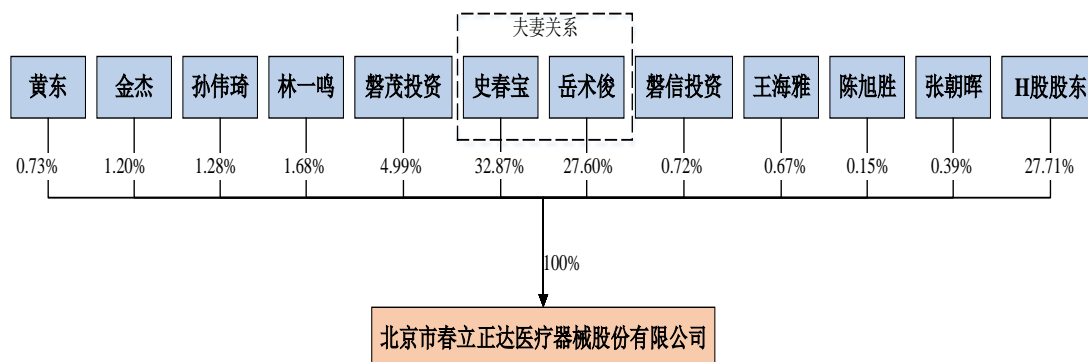 夫妻关系
黄东 金杰 孙伟琦 林一鸣 磐茂投资 史春宝 岳术俊 磐信投资 王海雅 陈旭胜 张朝晖 H股股东
0.73% 1.20% 1.28% 1.68% 4.99% 32.87% 27.60% 0.72% 0.67% 0.15% 0.39% 27.71%
100%
北京市春立正达医疗器械股份有限公司